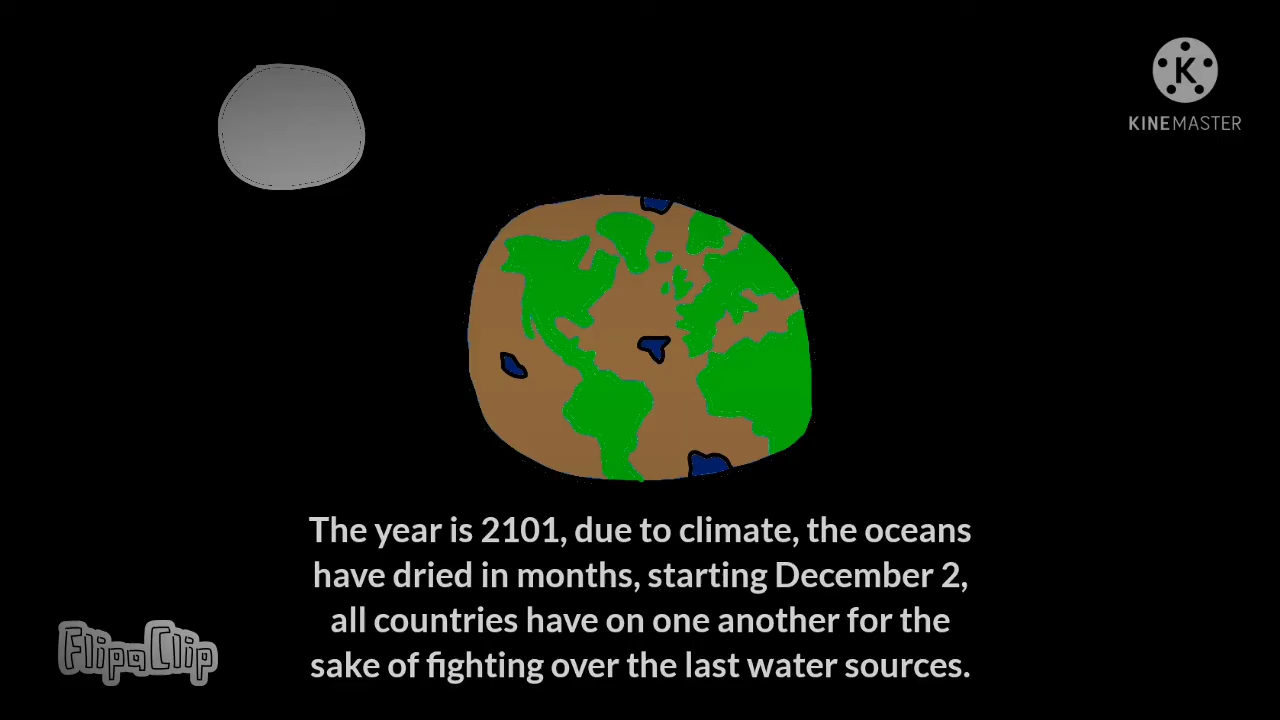 K
KINEMASTER
The year is 2101, due to climate, the oceans
have dried in months, starting December 2,
all countries have on one another for the
sake of fighting over the last water sources.
FlipaClip